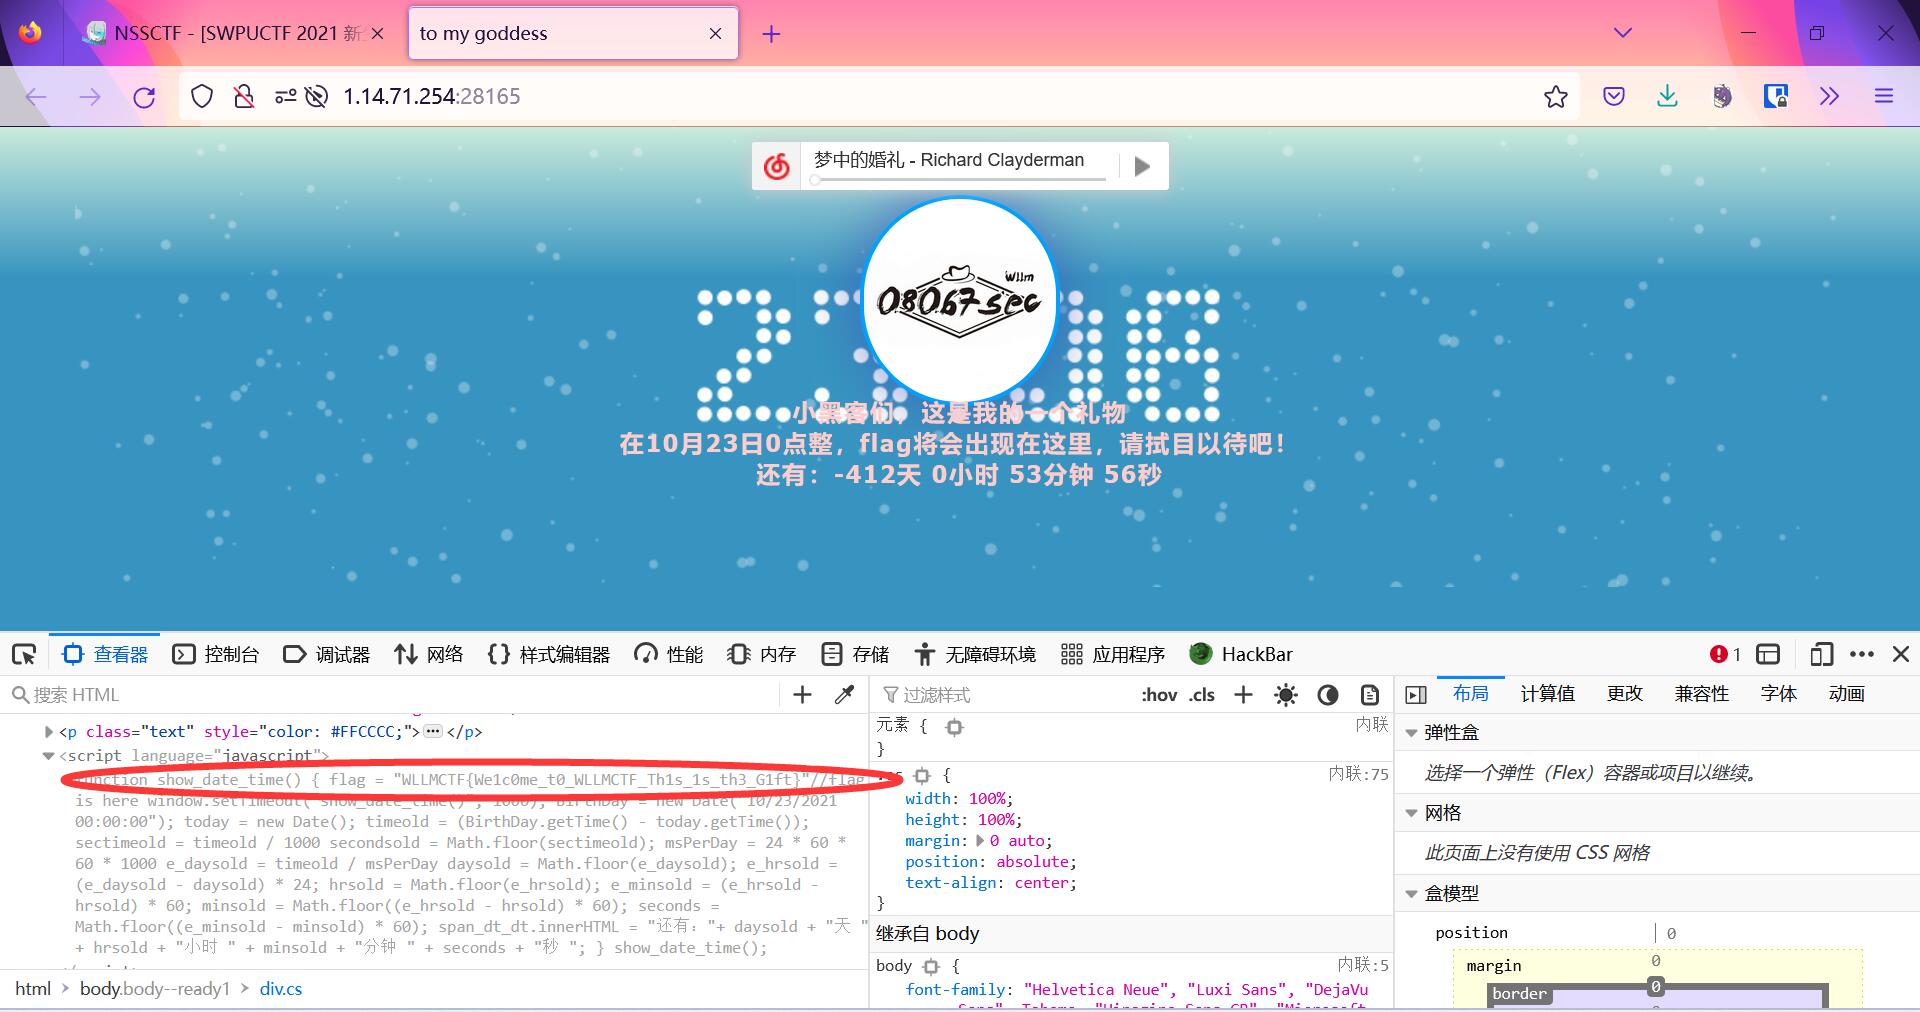 NSSCTF - [SWPUCTF 2021 新
to my goddess
1.14.71.254:28165
梦中的婚礼 - Richard Clayderman
wllm
08067sec
小黑客们，这是我的一个礼物
在10月23日0点整，flag将会出现在这里，请拭目以待吧！
还有：-412天 0小时 53分钟 56秒
查看器 控制台 调试器 网络 样式编辑器 性能 内存 存储 无障碍环境 应用程序 HackBar 1
搜索 HTML
过滤样式 :hov .cls
布局 计算值 更改 兼容性 字体 动画
<p class="text" style="color: #FFCCCC;"></p>
<script language="javascript">
function show_date_time() { flag = "WLLMCTF{We1c0me_t0_WLLMCTF_Th1s_1s_th3_G1ft}"//flag
is here window.setTimeout("show_date_time()", 1000); BirthDay = new Date("10/23/2021
00:00:00"); today = new Date(); timeold = (BirthDay.getTime() - today.getTime());
sectimeold = timeold / 1000 secondsold = Math.floor(sectimeold); msPerDay = 24 * 60 *
60 * 1000 e_daysold = timeold / msPerDay daysold = Math.floor(e_daysold); e_hrsold =
(e_daysold - daysold) * 24; hrsold = Math.floor(e_hrsold); e_minsold = (e_hrsold -
hrsold) * 60; minsold = Math.floor((e_hrsold - hrsold) * 60); seconds =
Math.floor((e_minsold - minsold) * 60); span_dt_dt.innerHTML = "还有："+ daysold + "天 "
+ hrsold + "小时 " + minsold + "分钟 " + seconds + "秒 "; } show_date_time();
html body.body--ready1 div.cs
元素 { 内联
}
{ 内联:75
width: 100%;
height: 100%;
margin: 0 auto;
position: absolute;
text-align: center;
}
继承自 body
body { 内联:5
font-family: "Helvetica Neue", "Luxi Sans", "DejaVu
弹性盒
选择一个弹性（Flex）容器或项目以继续。
网格
此页面上没有使用 CSS 网格
盒模型
position 0
margin 0
border 0